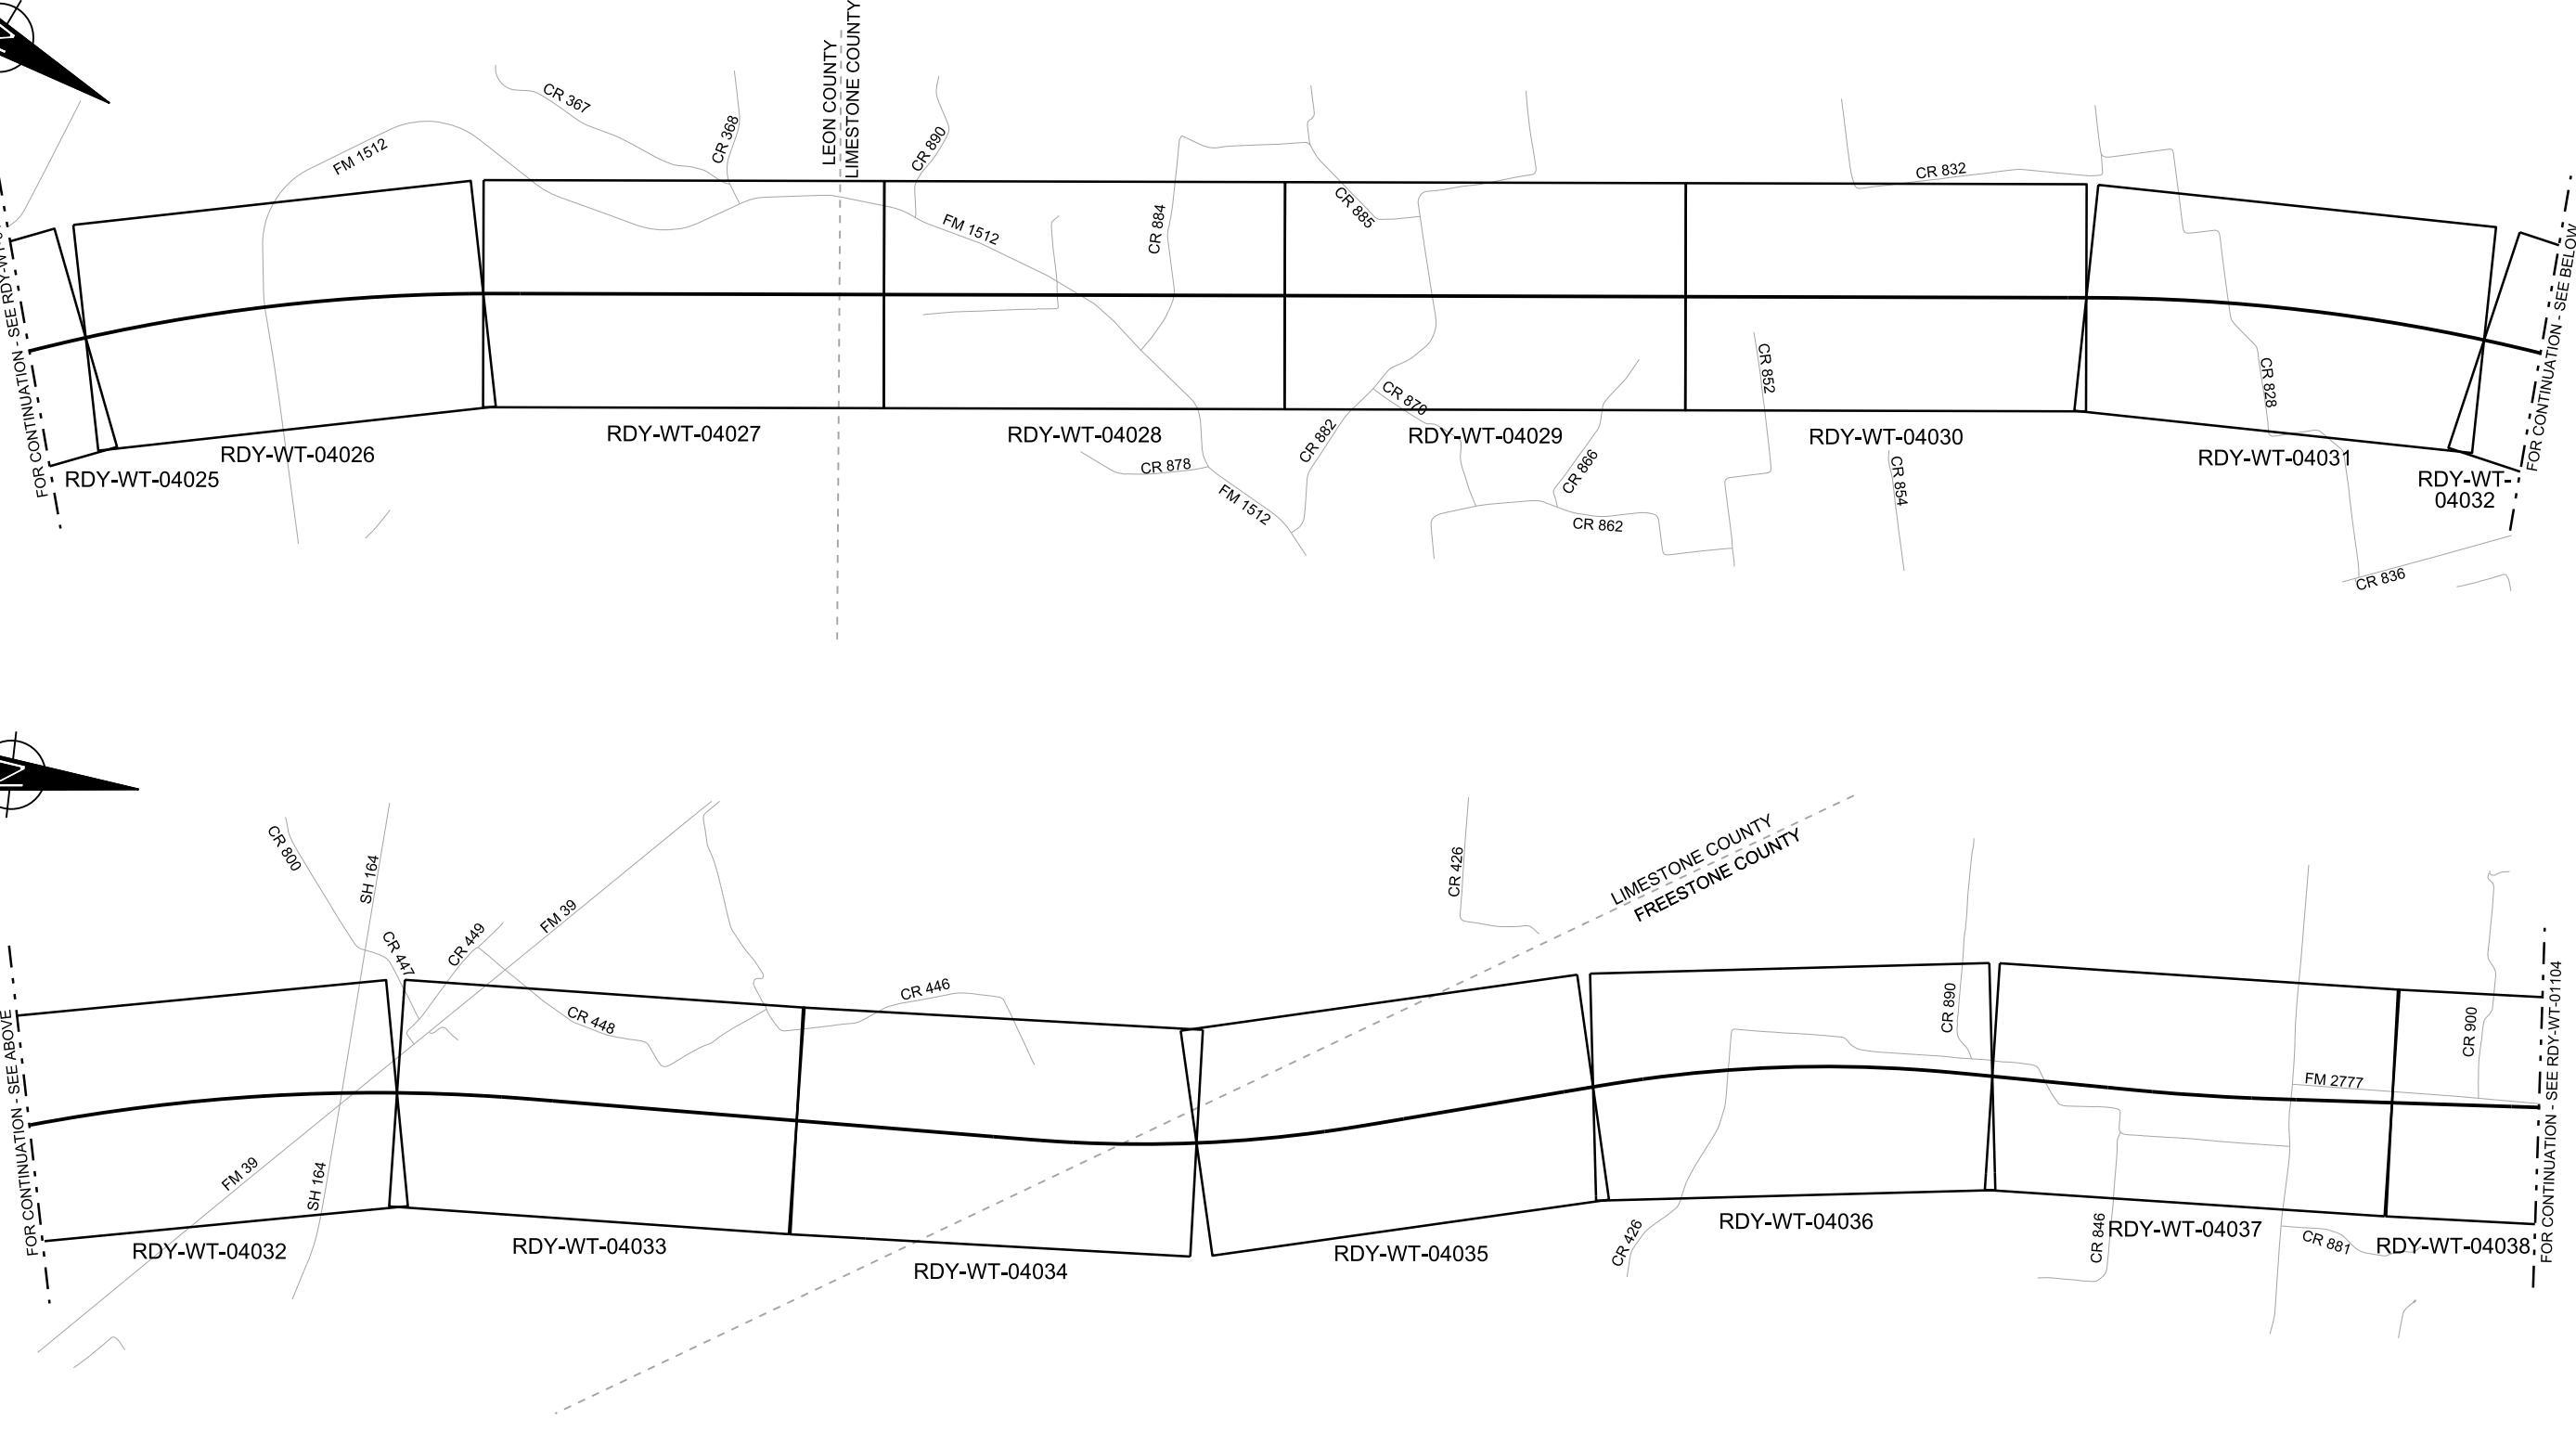 LEON COUNTY
LIMESTONE COUNTY
CR 367
CR 368
CR 890
FM 1512
FM 1512
CR 884
CR 885
CR 832
FOR CONTINUATION - SEE RDY-WT-0
FOR CONTINUATION - SEE BELOW
CR 852
CR 828
CR 870
CR 882
CR 866
CR 878
FM 1512
CR 862
CR 854
CR 836
RDY-WT-04025
RDY-WT-04026
RDY-WT-04027
RDY-WT-04028
RDY-WT-04029
RDY-WT-04030
RDY-WT-04031
RDY-WT-
04032
CR 800
SH 164
CR 447
CR 449
FM 39
CR 448
CR 446
CR 426
LIMESTONE COUNTY
FREESTONE COUNTY
CR 890
CR 900
FM 2777
FOR CONTINUATION - SEE ABOVE
FOR CONTINUATION - SEE RDY-WT-01104
FM 39
SH 164
CR 426
CR 846
CR 881
RDY-WT-04032
RDY-WT-04033
RDY-WT-04034
RDY-WT-04035
RDY-WT-04036
RDY-WT-04037
RDY-WT-04038